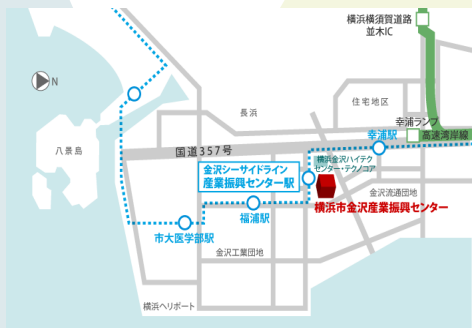 横浜横須賀道路
並木IC
N
住宅地区
長浜
幸浦ランプ
高速湾岸線
八景島
国道357号
幸浦駅
金沢シーサイドライン
産業振興センター駅
横浜金沢ハイテク
センター・テクノコア
金沢流通団地
横浜市金沢産業振興センター
福浦駅
市大医学部駅
金沢工業団地
横浜ヘリポート